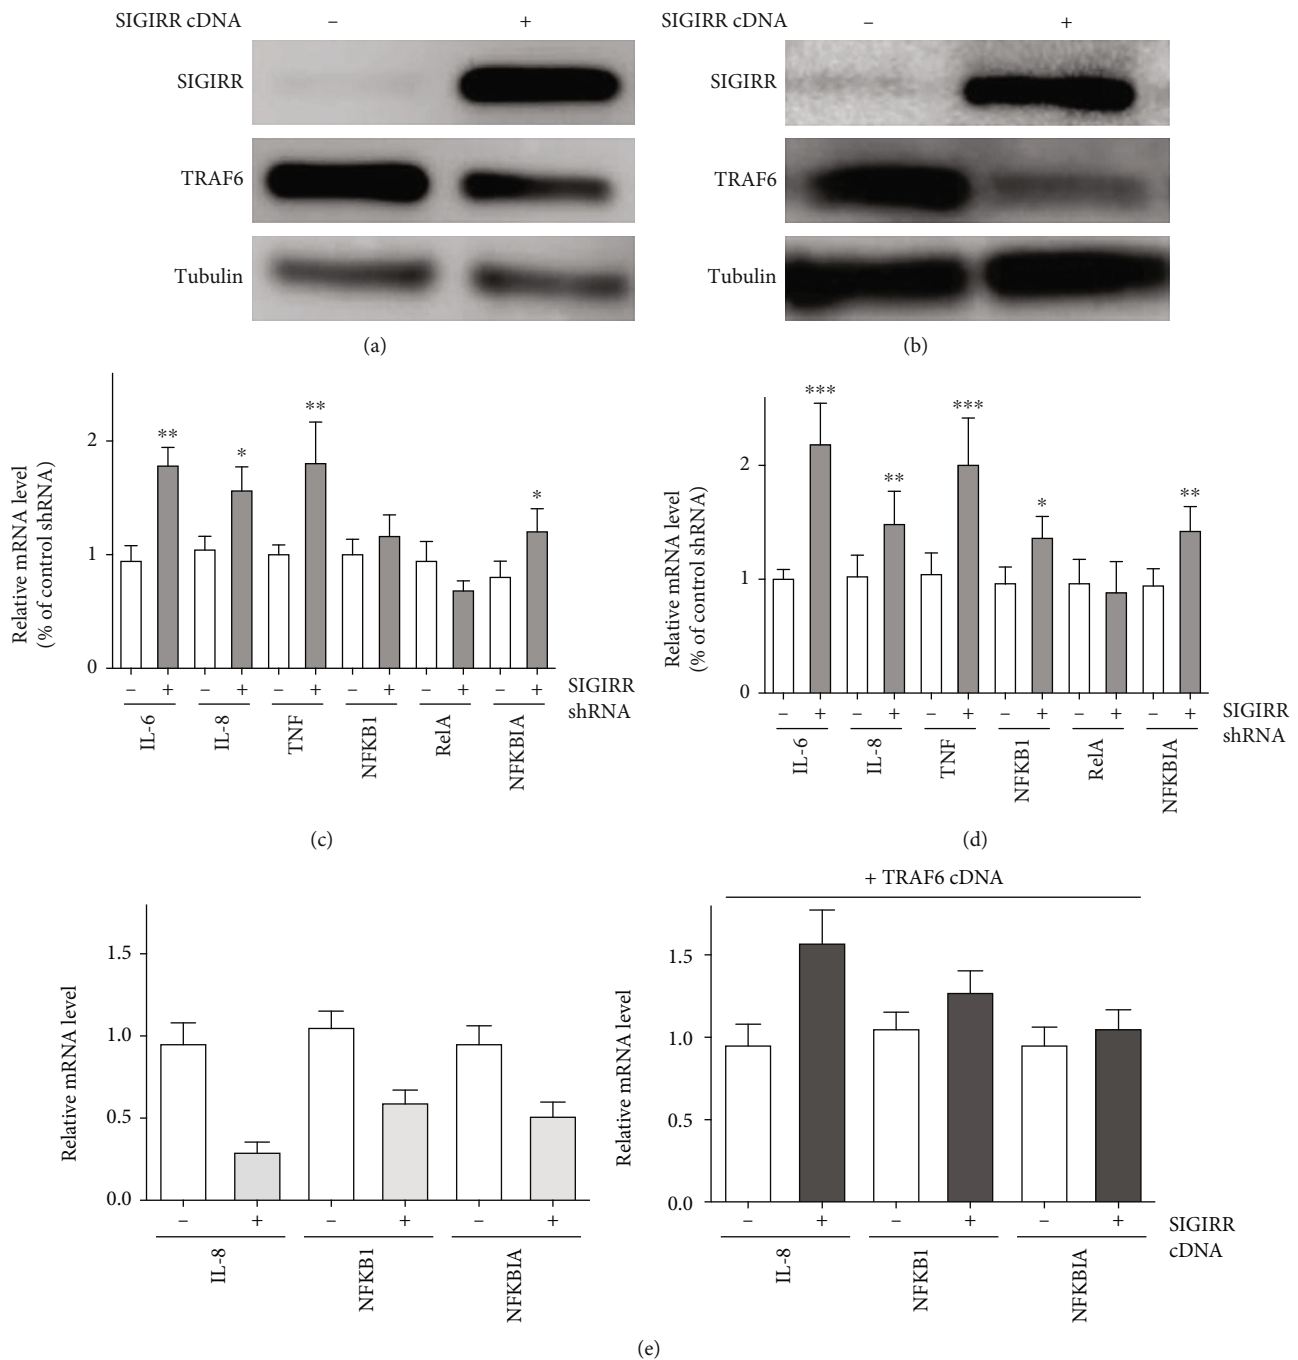 SIGIRR cDNA – +
SIGIRR
TRAF6
Tubulin
(a)
SIGIRR cDNA – +
SIGIRR
TRAF6
Tubulin
(b)
Relative mRNA level
(% of control shRNA)
2
1
0
** * ** *
– + – + – + – + – + – +
SIGIRR
shRNA
IL-6 IL-8 TNF NFKB1 RelA NFKBIA
(c)
Relative mRNA level
(% of control shRNA)
2
1
0
*** ** *** * **
– + – + – + – + – + – +
SIGIRR
shRNA
IL-6 IL-8 TNF NFKB1 RelA NFKBIA
(d)
Relative mRNA level
1.5
1.0
0.5
0.0
– + – + – +
IL-8 NFKB1 NFKBIA
+ TRAF6 cDNA
Relative mRNA level
1.5
1.0
0.5
0.0
– + – + – +
SIGIRR
cDNA
IL-8 NFKB1 NFKBIA
(e)